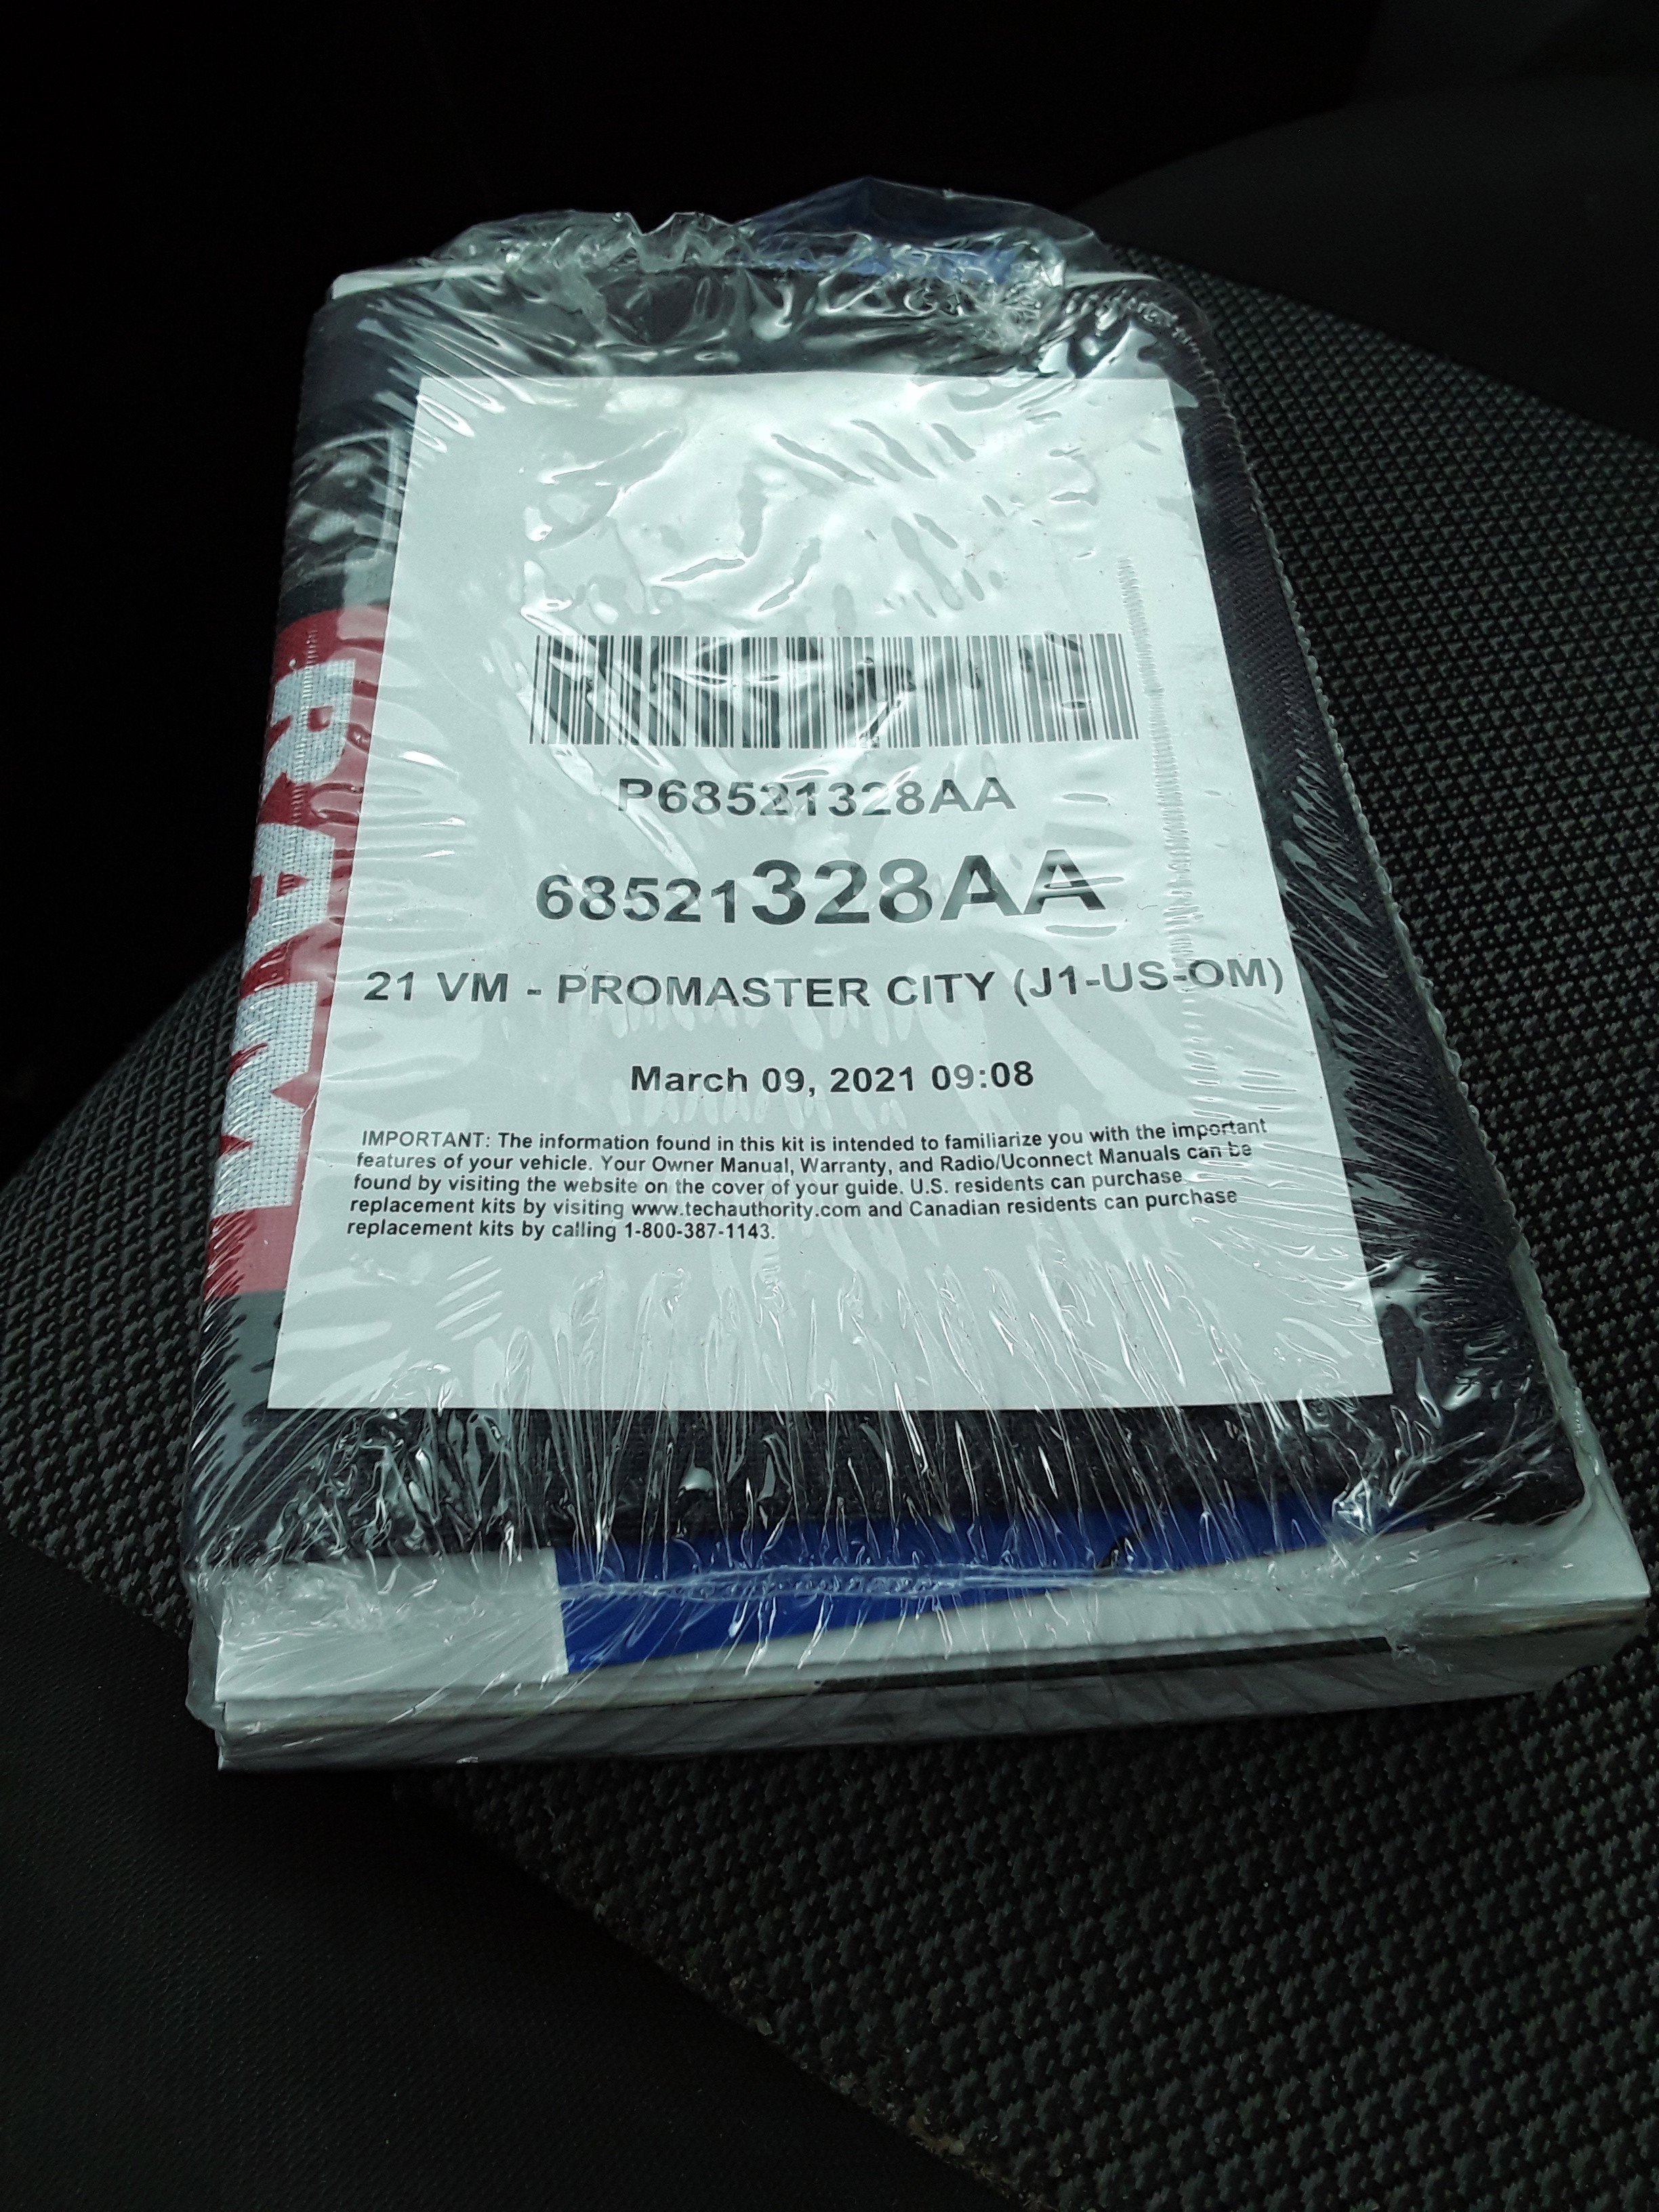 RAM
P68521328AA
68521328AA
21 VM - PROMASTER CITY (J1-US-OM)
March 09, 2021 09:08
IMPORTANT: The information found in this kit is intended to familiarize you with the important
features of your vehicle. Your Owner Manual, Warranty, and Radio/Uconnect Manuals can be
found by visiting the website on the cover of your guide. U.S. residents can purchase
replacement kits by visiting www.techauthority.com and Canadian residents can purchase
replacement kits by calling 1-800-387-1143.